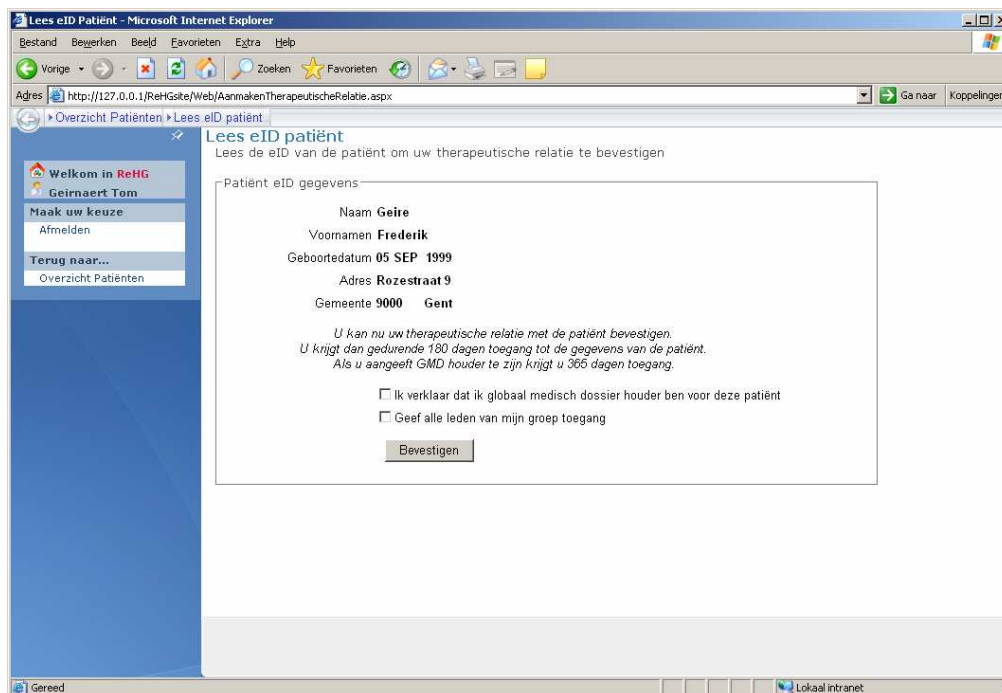 Lees eID Patiënt - Microsoft Internet Explorer
Bestand Bewerken Beeld Favorieten Extra Help
Vorige Zoeken Favorieten
Adres http://127.0.0.1/ReHGsite/Web/AanmakenTherapeutischeRelatie.aspx Ga naar Koppelingen
Overzicht Patiënten Lees eID patiënt
Welkom in ReHG
Geirnaert Tom
Maak uw keuze
Afmelden
Terug naar...
Overzicht Patiënten
Lees eID patiënt
Lees de eID van de patiënt om uw therapeutische relatie te bevestigen
Patiënt eID gegevens
Naam Geire
Voornamen Frederik
Geboortedatum 05 SEP 1999
Adres Rozestraat 9
Gemeente 9000 Gent
U kan nu uw therapeutische relatie met de patiënt bevestigen.
U krijgt dan gedurende 180 dagen toegang tot de gegevens van de patiënt.
Als u aangeeft GMD houder te zijn krijgt u 365 dagen toegang.
Ik verklaar dat ik globaal medisch dossier houder ben voor deze patiënt
Geef alle leden van mijn groep toegang
Bevestigen
Gereed Lokaal intranet